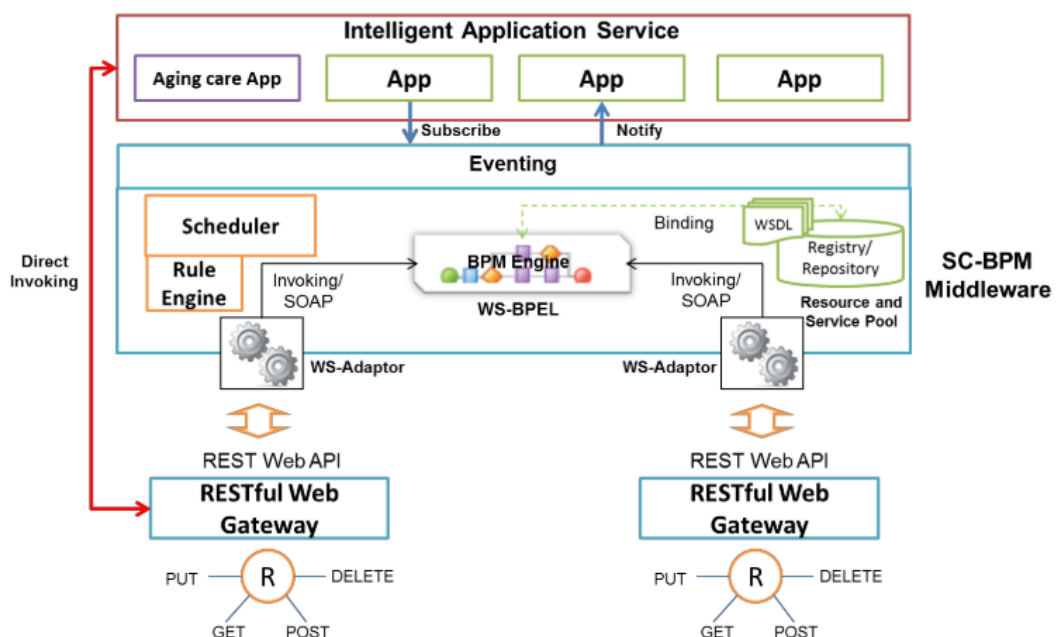 Intelligent Application Service
Aging care App
App
App
App
Subscribe
Notify
Eventing
Scheduler
Rule
Engine
Binding
WSDL
Registry/
Repository
Resource and
Service Pool
BPM Engine
WS-BPEL
Invoking/
SOAP
Invoking/
SOAP
Direct
Invoking
SC-BPM
Middleware
WS-Adaptor
WS-Adaptor
REST Web API
REST Web API
RESTful Web
Gateway
RESTful Web
Gateway
PUT
R
DELETE
GET
POST
PUT
R
DELETE
GET
POST